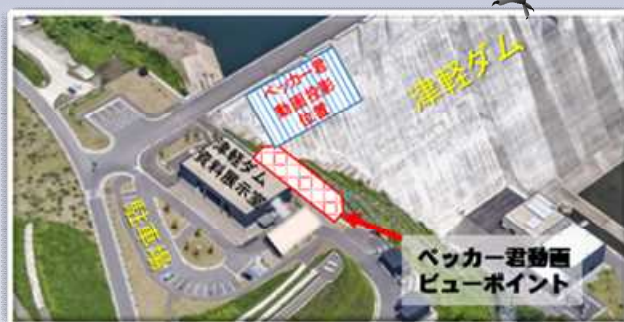 ベッカー君
動画投影
位置
津軽ダム
津軽ダム
資料展示室
駐車場
ベッカー君動画
ビューポイント